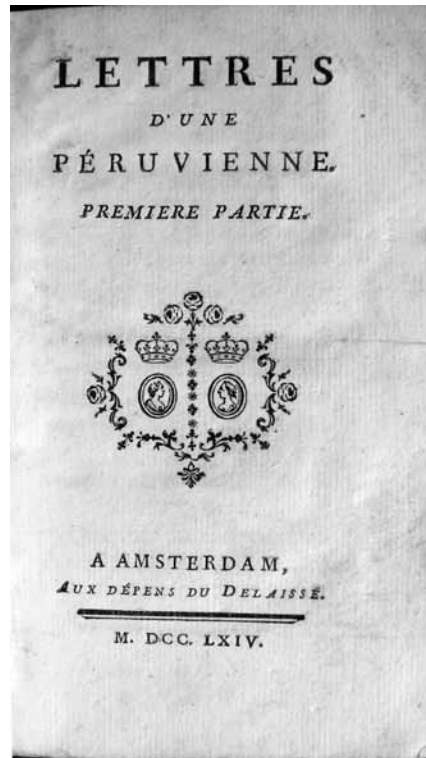 LETTRES
D'UNE
PÉRUVIENNE.
PREMIERE PARTIE.
A AMSTERDAM,
AUX DÉPENS DU DELAISSÉ.
M. DCC. LXIV.